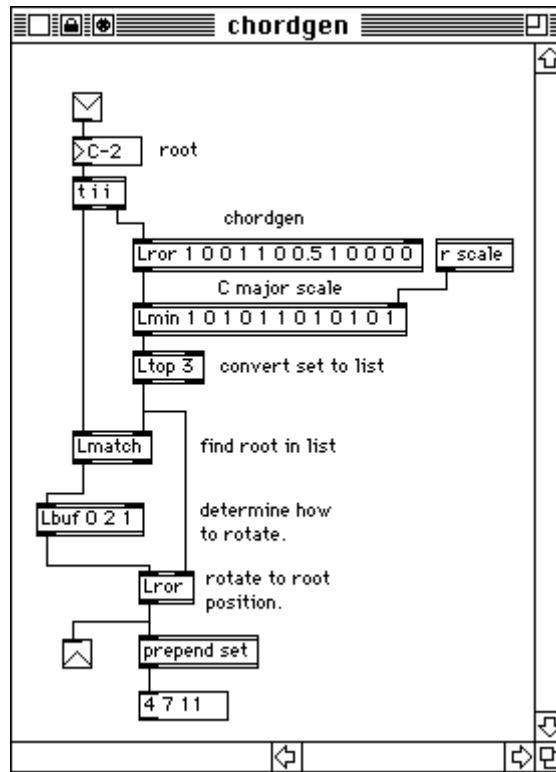 chordgen
C-2
root
t i i
chordgen
Lror 1 0 0 1 1 0 0.5 1 0 0 0 0
r scale
C major scale
Lmin 1 0 1 0 1 1 0 1 0 1 0 1
Ltop 3
convert set to list
Lmatch
find root in list
Lbuf 0 2 1
determine how
to rotate.
Lror
rotate to root
position.
prepend set
4 7 11